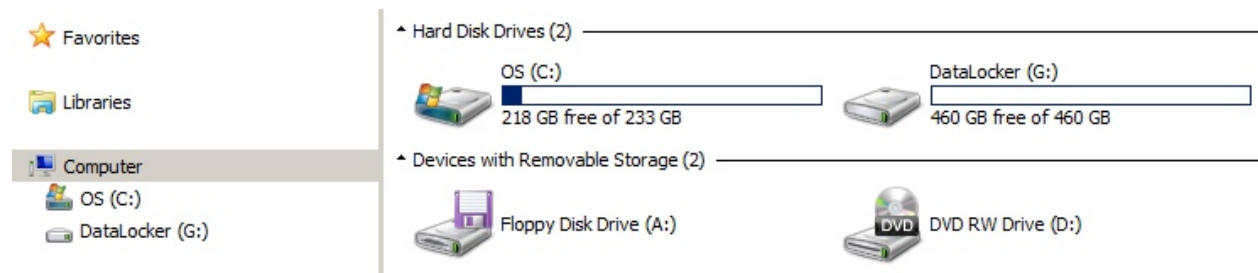 Favorites
Libraries
Computer
OS (C:)
DataLocker (G:)
Hard Disk Drives (2)
OS (C:)
218 GB free of 233 GB
DataLocker (G:)
460 GB free of 460 GB
Devices with Removable Storage (2)
Floppy Disk Drive (A:)
DVD
DVD RW Drive (D:)